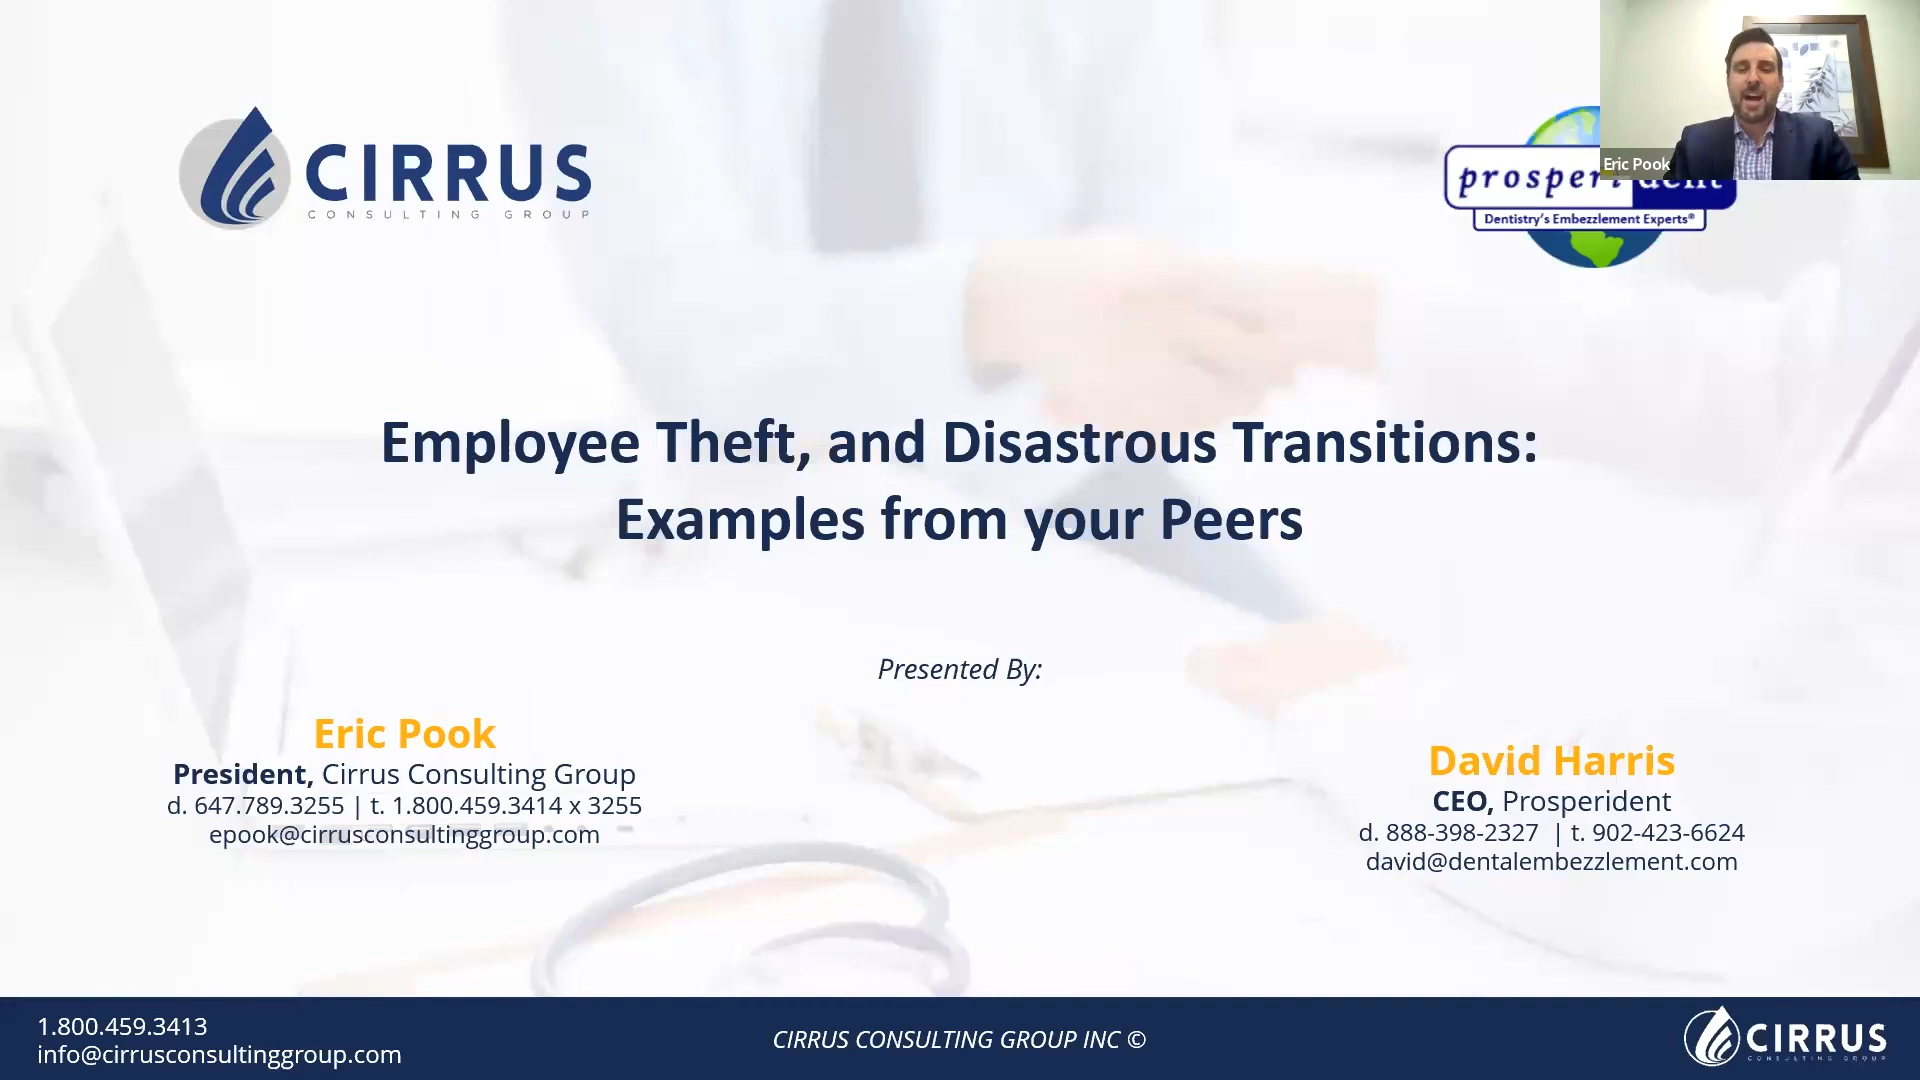 CIRRUS
CONSULTING GROUP
Eric Pook
prosperident
Dentistry's Embezzlement Experts®
Employee Theft, and Disastrous Transitions:
Examples from your Peers
Presented By:
Eric Pook
President, Cirrus Consulting Group
d. 647.789.3255 | t. 1.800.459.3414 x 3255
epook@cirrusconsultinggroup.com
David Harris
CEO, Prosperident
d. 888-398-2327 | t. 902-423-6624
david@dentalembezzlement.com
1.800.459.3413
info@cirrusconsultinggroup.com
CIRRUS CONSULTING GROUP INC ©
CIRRUS
CONSULTING GROUP